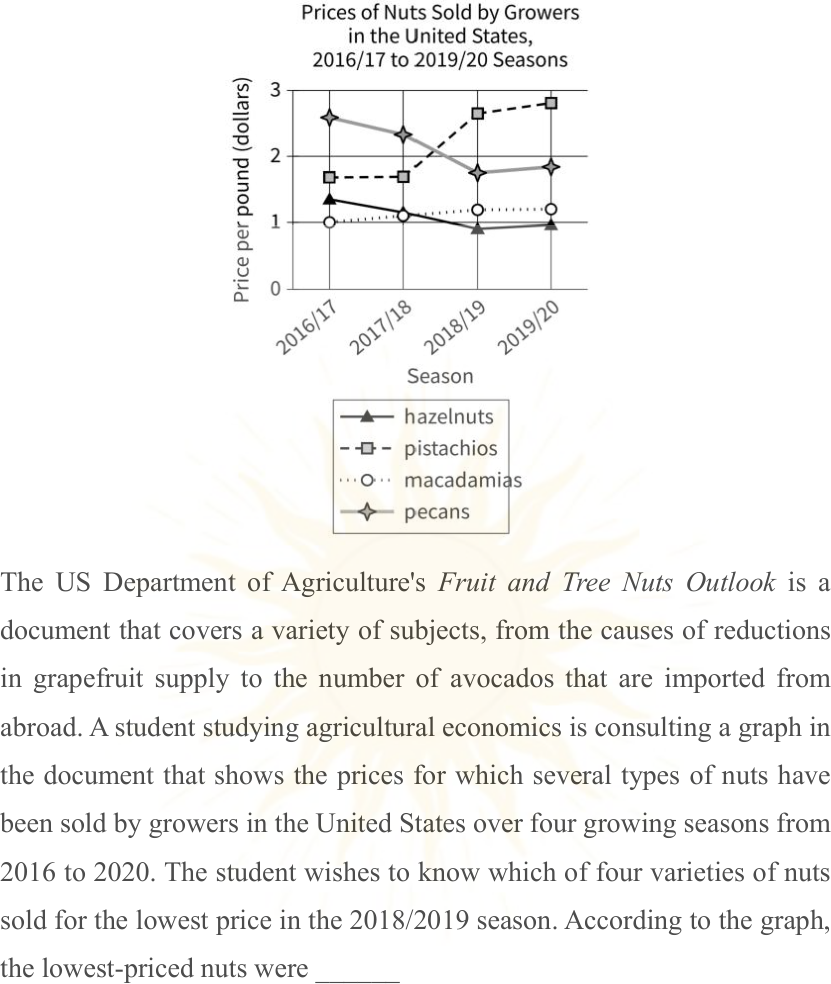 Prices of Nuts Sold by Growers
in the United States,
2016/17 to 2019/20 Seasons
Price per pound (dollars)
3
2
1
0
2016/17
2017/18
2018/19
2019/20
Season
hazelnuts
pistachios
macadamias
pecans
The US Department of Agriculture's Fruit and Tree Nuts Outlook is a
document that covers a variety of subjects, from the causes of reductions
in grapefruit supply to the number of avocados that are imported from
abroad. A student studying agricultural economics is consulting a graph in
the document that shows the prices for which several types of nuts have
been sold by growers in the United States over four growing seasons from
2016 to 2020. The student wishes to know which of four varieties of nuts
sold for the lowest price in the 2018/2019 season. According to the graph,
the lowest-priced nuts were ______